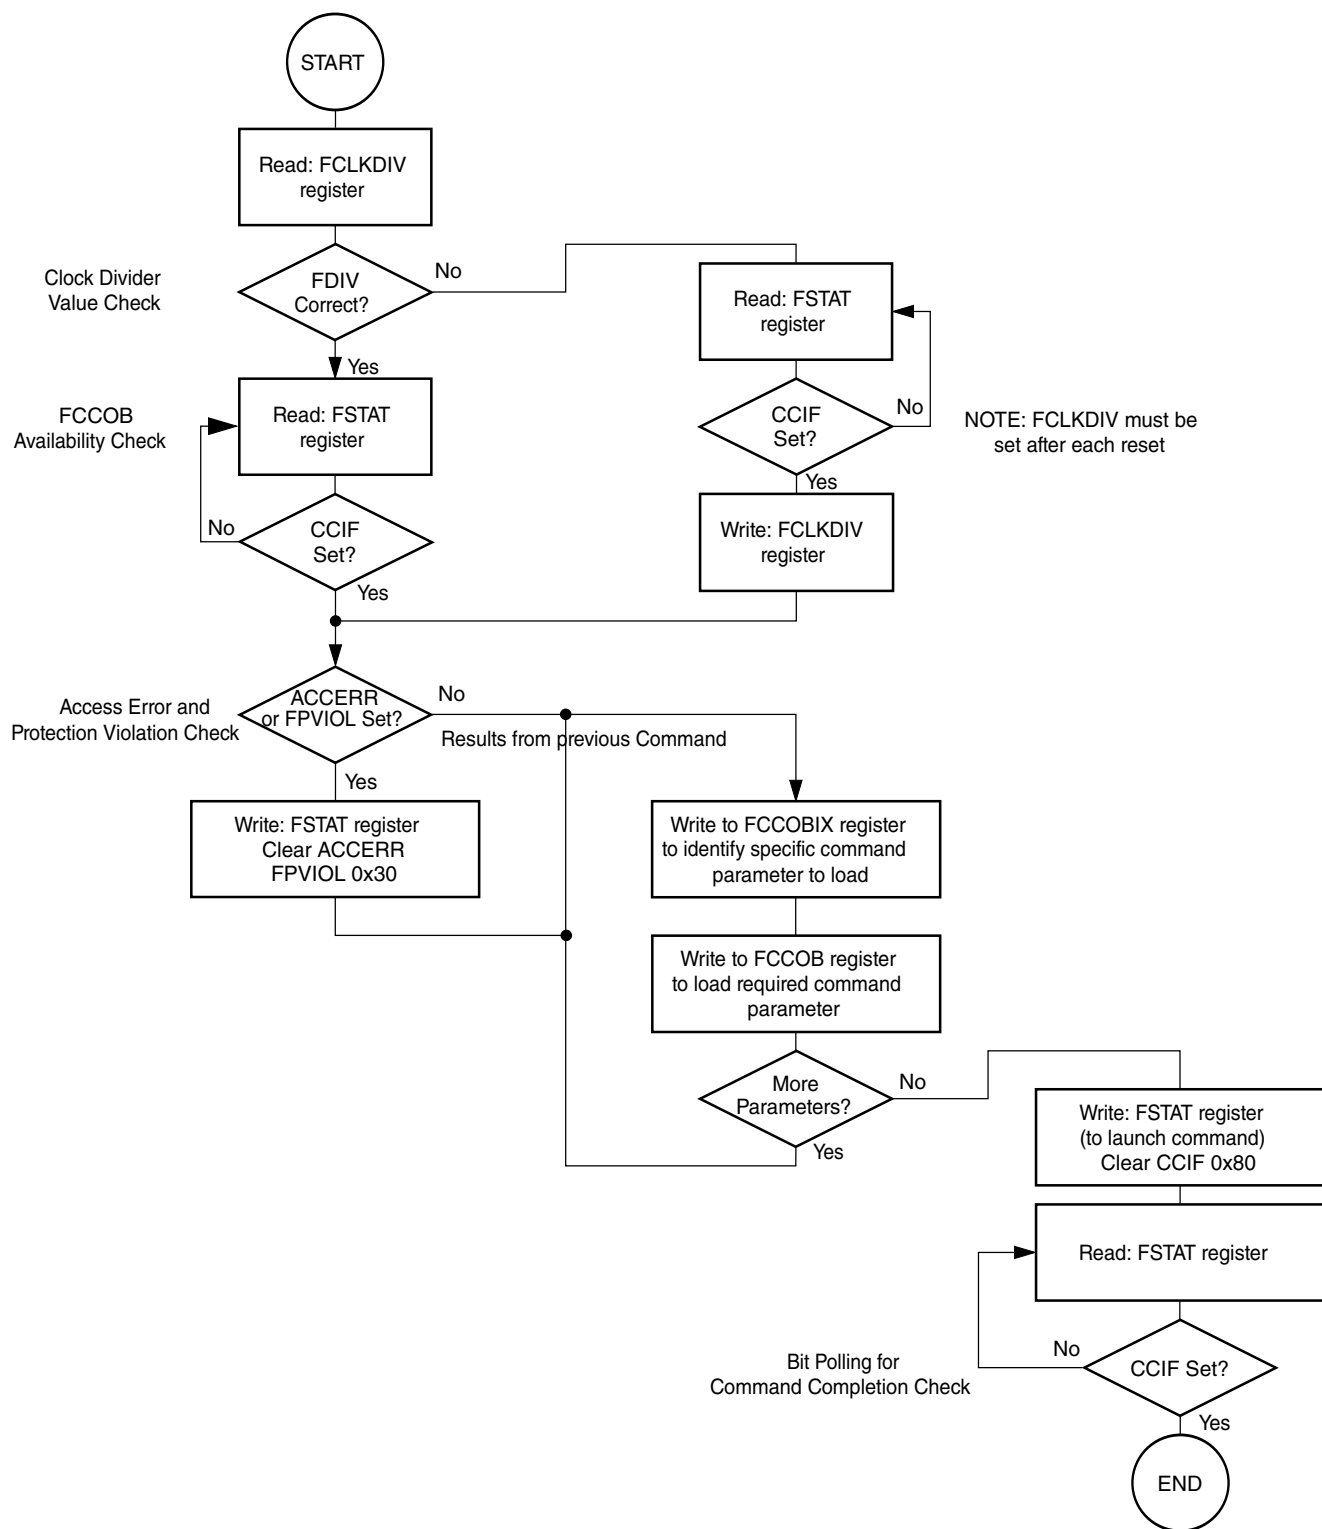 START
Read: FCLKDIV
register
Clock Divider
Value Check
FDIV
Correct?
No
Yes
Read: FSTAT
register
CCIF
Set?
No
Yes
NOTE: FCLKDIV must be
set after each reset
Write: FCLKDIV
register
FCCOB
Availability Check
Read: FSTAT
register
No
CCIF
Set?
Yes
Access Error and
Protection Violation Check
ACCERR
or FPVIOL Set?
No
Results from previous Command
Yes
Write: FSTAT register
Clear ACCERR
FPVIOL 0x30
Write to FCCOBIX register
to identify specific command
parameter to load
Write to FCCOB register
to load required command
parameter
More
Parameters?
No
Yes
Write: FSTAT register
(to launch command)
Clear CCIF 0x80
Read: FSTAT register
Bit Polling for
Command Completion Check
No
CCIF Set?
Yes
END